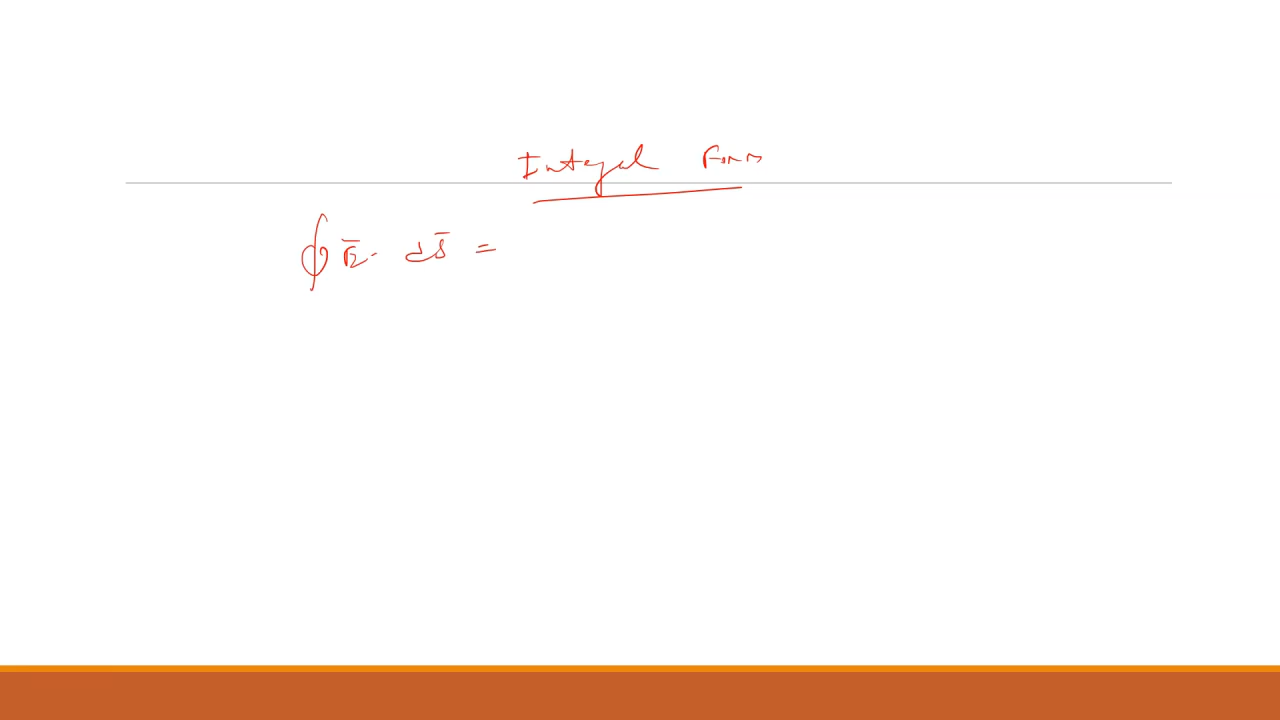 Integral Form
∮ E̅ · dS̅ =